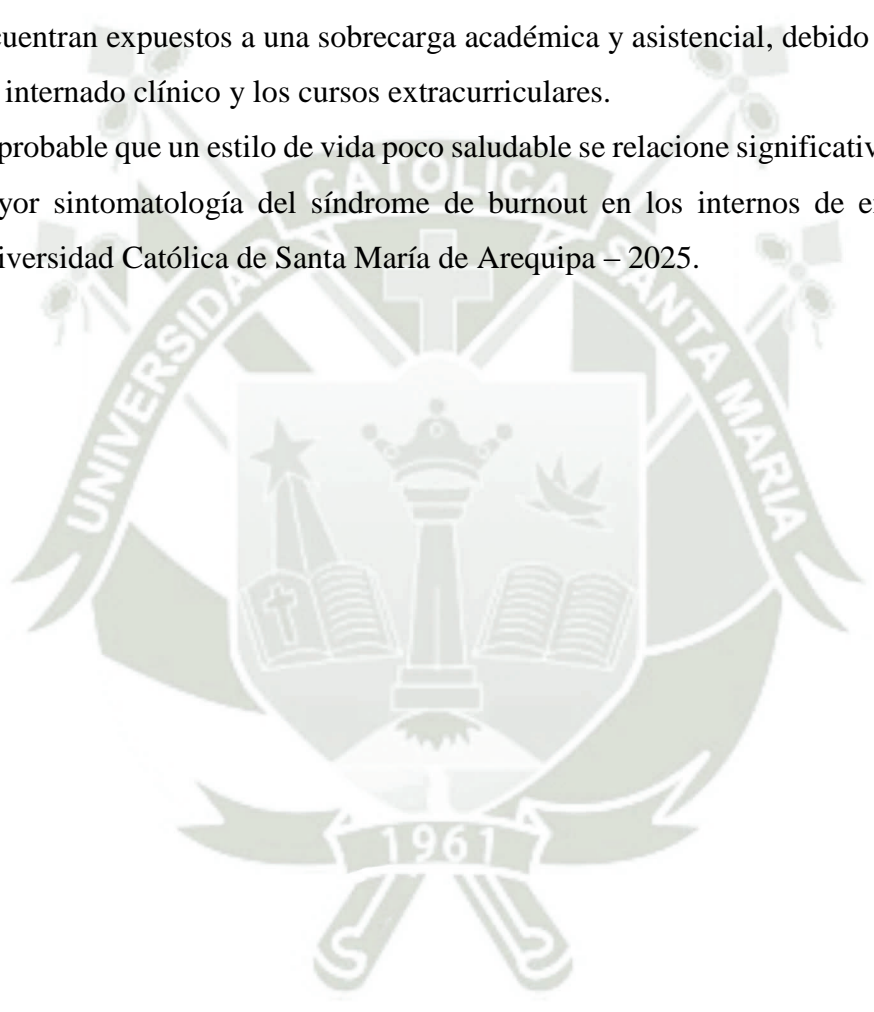 cuentran expuestos a una sobrecarga académica y asistencial, debido
internado clínico y los cursos extracurriculares.
probable que un estilo de vida poco saludable se relacione significativ
yor sintomatología del síndrome de burnout en los internos de e
iversidad Católica de Santa María de Arequipa – 2025.
UNIVERSIDAD CATOLICA SANTA MARIA
1961